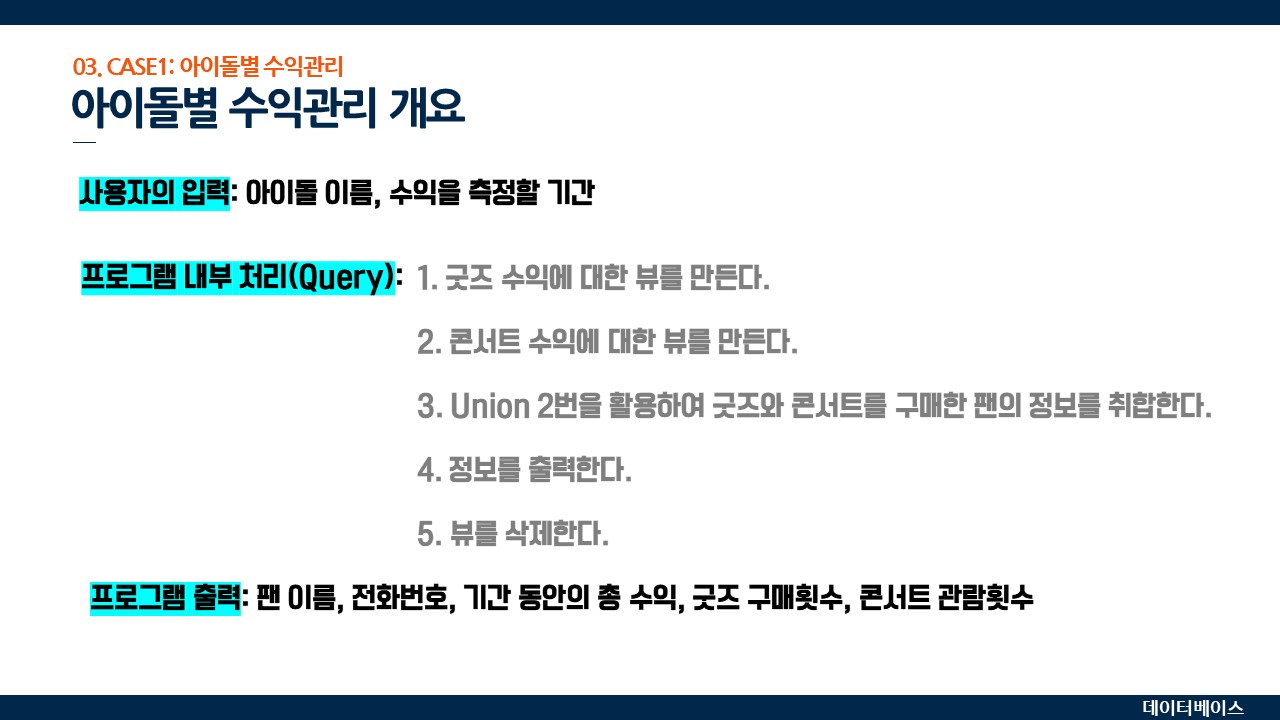 03. CASE1: 아이돌별 수익관리
아이돌별 수익관리 개요
사용자의 입력: 아이돌 이름, 수익을 측정할 기간
프로그램 내부 처리(Query): 1. 굿즈 수익에 대한 뷰를 만든다.
2. 콘서트 수익에 대한 뷰를 만든다.
3. Union 2번을 활용하여 굿즈와 콘서트를 구매한 팬의 정보를 취합한다.
4. 정보를 출력한다.
5. 뷰를 삭제한다.
프로그램 출력: 팬 이름, 전화번호, 기간 동안의 총 수익, 굿즈 구매횟수, 콘서트 관람횟수
데이터베이스